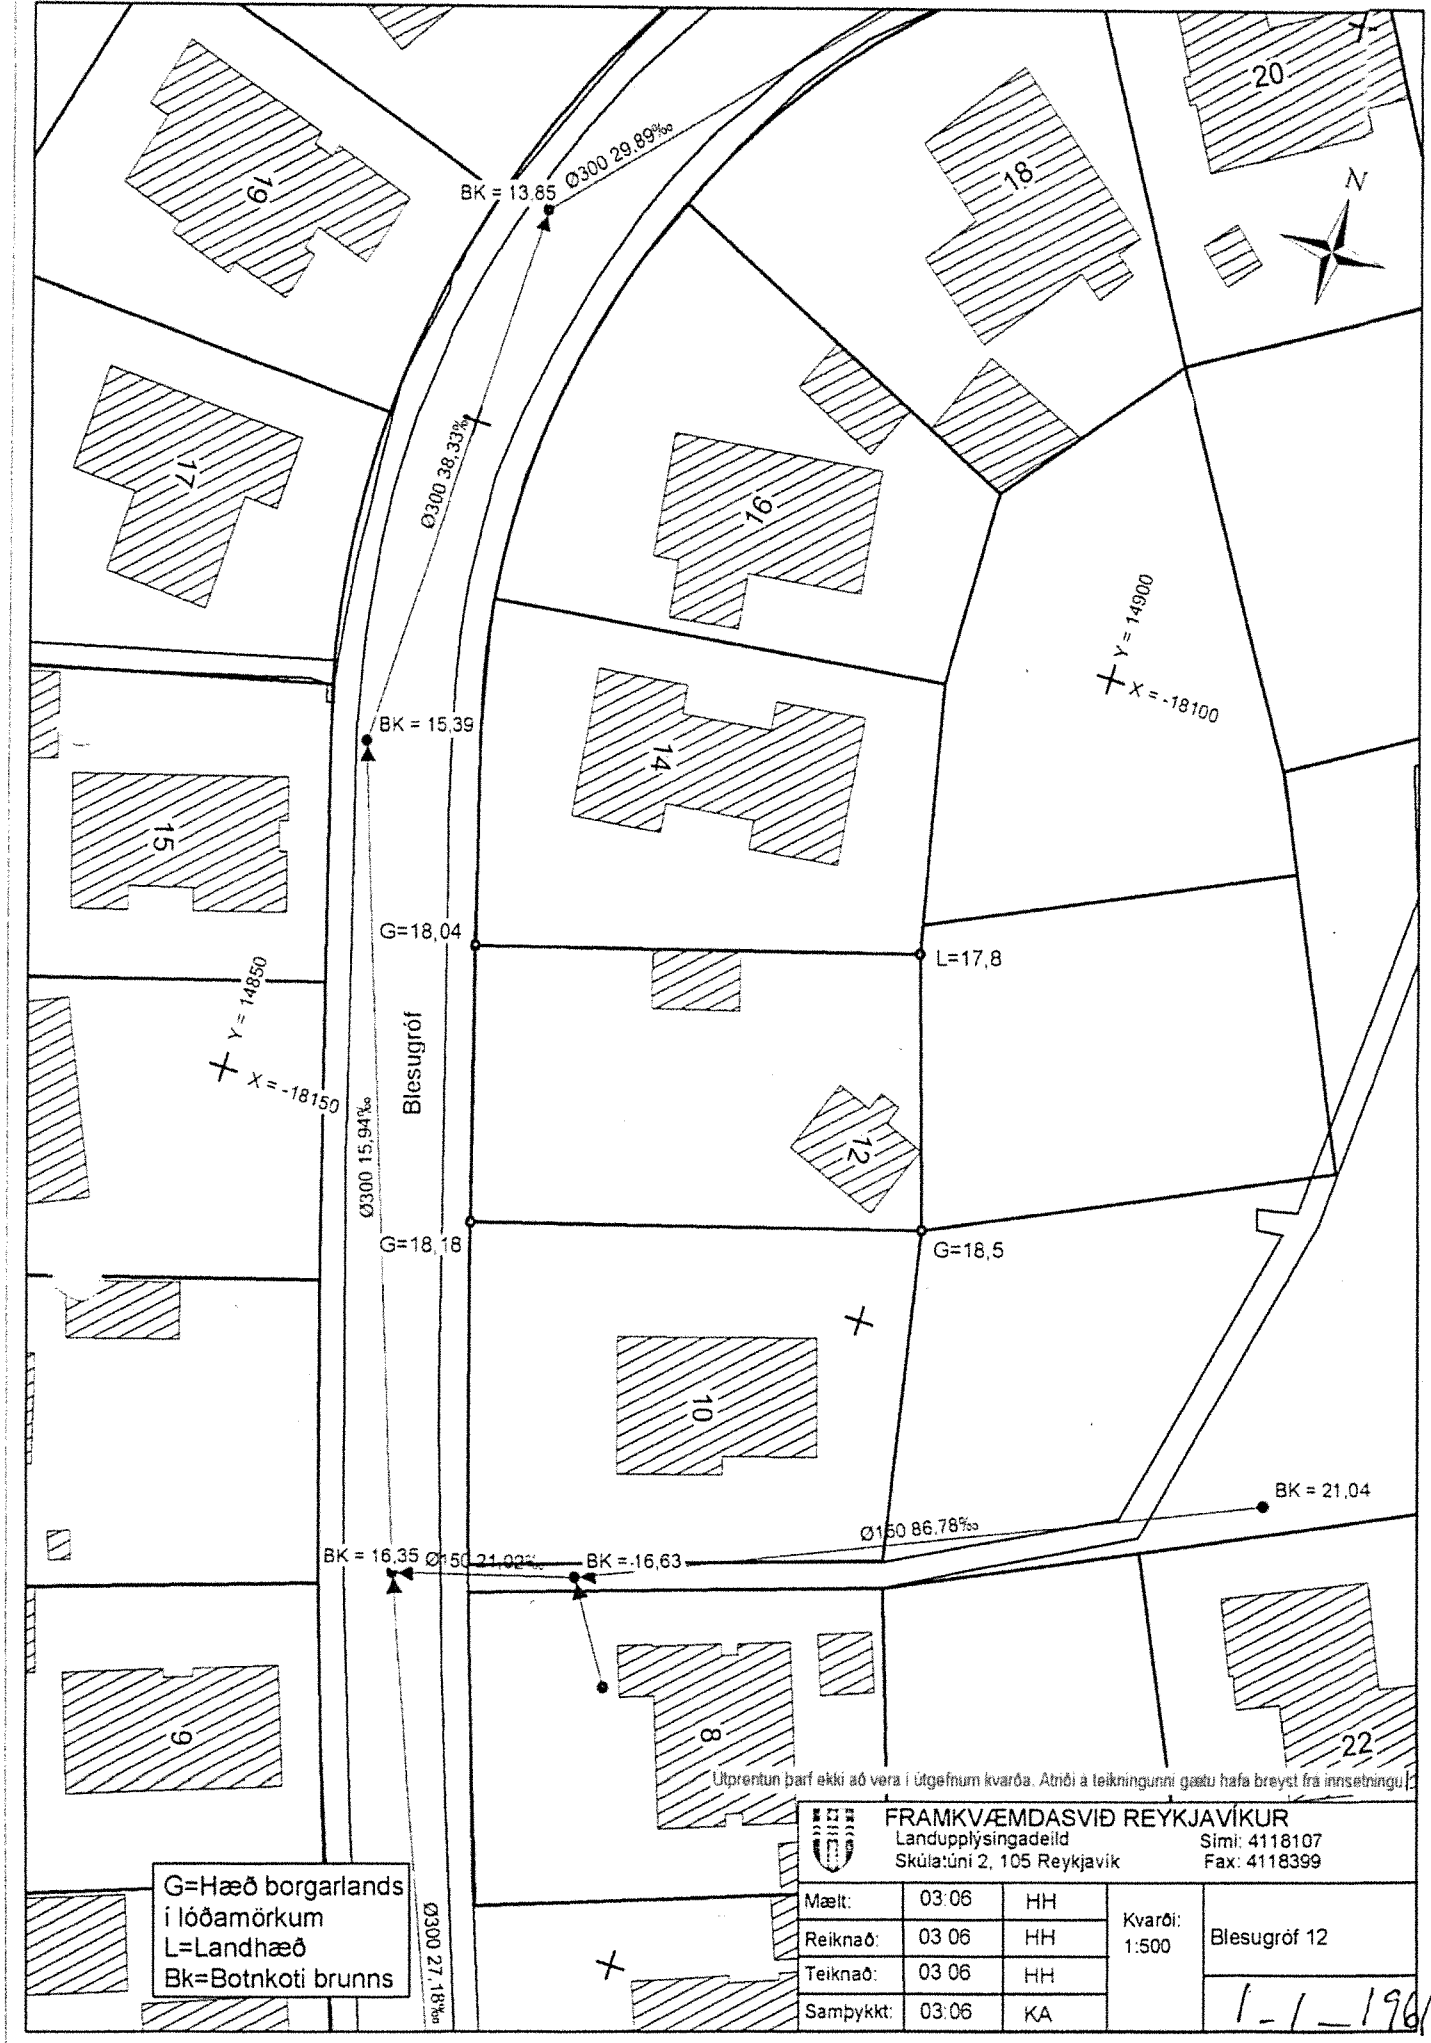 20
18
19
Ø300 29.89‰
BK = 13.85
N
17
Ø300 38,33‰
16
Y = 14900
X = -18100
BK = 15,39
14
15
G=18,04
L=17,8
Y = 14850
X = -18150
Blesugróf
Ø300 15,94‰
12
G=18,18
G=18,5
10
BK = 21,04
Ø150 86.78‰
BK = 16,35
Ø150 21,02‰
BK = 16,63
9
8
22
Útprentun þarf ekki að vera í útgefnum kvarða. Atriði á teikningunni gætu hafa breyst frá innsetningu
FRAMKVÆMDASVIÐ REYKJAVÍKUR
Landupplýsingadeild
Sími: 4118107
Skúlatúni 2, 105 Reykjavík
Fax: 4118399
G=Hæð borgarlands
í lóðamörkum
L=Landhæð
Bk=Botnkoti brunns
Ø300 27.18‰
Mælt: 03.06 HH
Reiknað: 03 06 HH
Teiknað: 03 06 HH
Samþykkt: 03.06 KA
Kvarði:
1:500
Blesugróf 12
1 - 1 - 1961